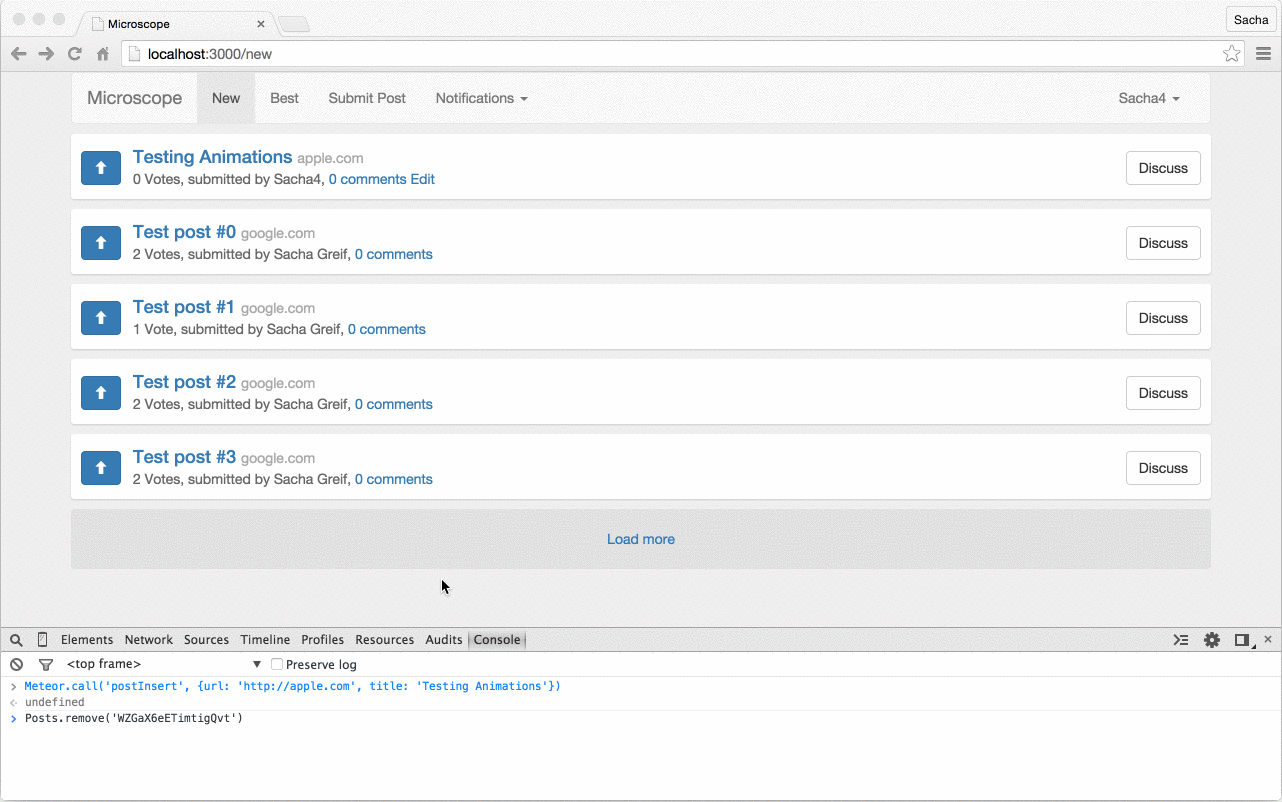 Microscope × Sacha
localhost:3000/new
Microscope New Best Submit Post Notifications Sacha4
Testing Animations apple.com
0 Votes, submitted by Sacha4, 0 comments Edit
Discuss
Test post #0 google.com
2 Votes, submitted by Sacha Greif, 0 comments
Discuss
Test post #1 google.com
1 Vote, submitted by Sacha Greif, 0 comments
Discuss
Test post #2 google.com
2 Votes, submitted by Sacha Greif, 0 comments
Discuss
Test post #3 google.com
2 Votes, submitted by Sacha Greif, 0 comments
Discuss
Load more
Elements Network Sources Timeline Profiles Resources Audits Console
<top frame> Preserve log
Meteor.call('postInsert', {url: 'http://apple.com', title: 'Testing Animations'})
undefined
Posts.remove('WZGaX6eETimtigQvt')